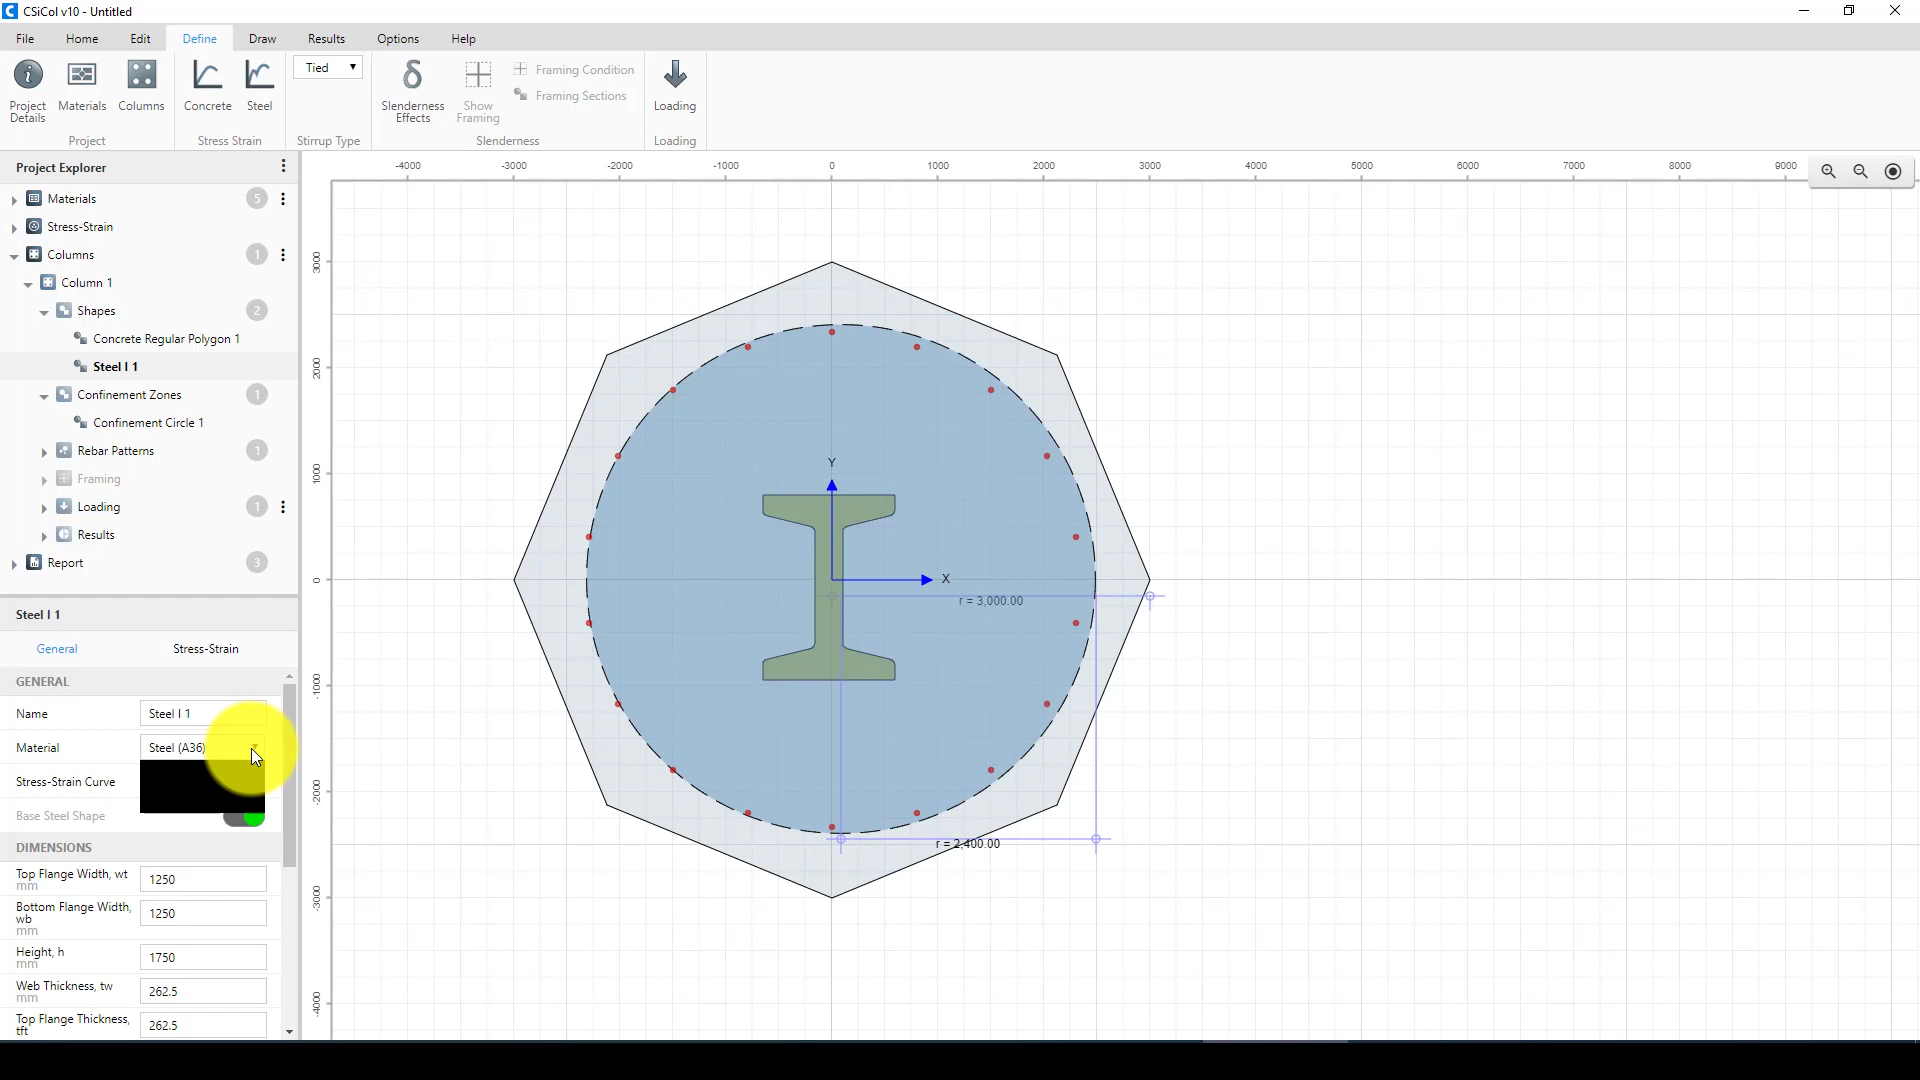 CSiCol v10 - Untitled
File Home Edit Define Draw Results Options Help
Project Details
Materials
Columns
Concrete
Steel
Tied
Slenderness Effects
Show Framing
Framing Condition
Framing Sections
Loading
Project
Stress Strain
Stirrup Type
Slenderness
Loading
Project Explorer
Materials 5
Stress-Strain
Columns 1
Column 1
Shapes 2
Concrete Regular Polygon 1
Steel I 1
Confinement Zones 1
Confinement Circle 1
Rebar Patterns 1
Framing
Loading 1
Results
Report 3
Steel I 1
General Stress-Strain
GENERAL
Name Steel I 1
Material Steel (A36)
Stress-Strain Curve
Base Steel Shape
DIMENSIONS
Top Flange Width, wt
mm
1250
Bottom Flange Width, wb
mm
1250
Height, h
mm
1750
Web Thickness, tw
mm
262.5
Top Flange Thickness, tft
262.5
-4000 -3000 -2000 -1000 0 1000 2000 3000 4000 5000 6000 7000 8000 9000
3000
2000
1000
0
-1000
-2000
-3000
-4000
Y
X
r = 3,000.00
r = 2,400.00